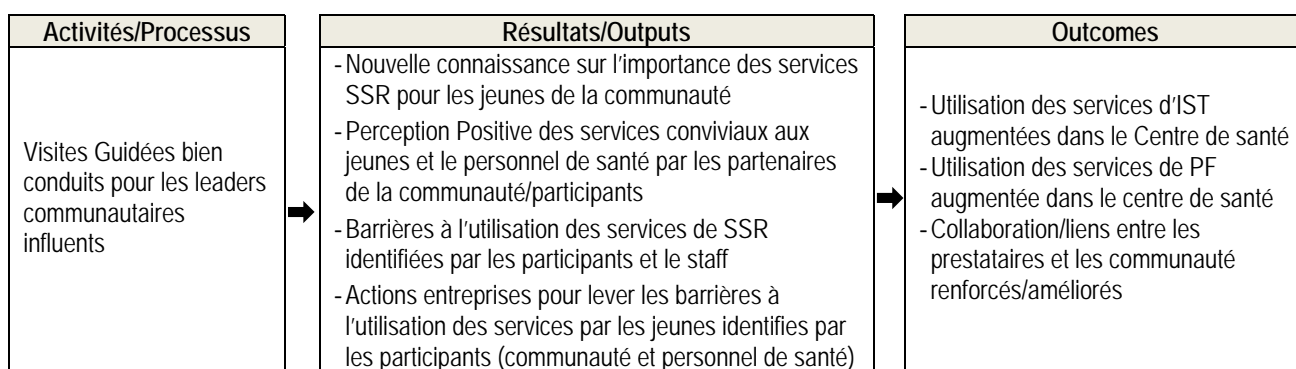 Activités/Processus
Visites Guidées bien
conduits pour les leaders
communautaires
influents
Résultats/Outputs
- Nouvelle connaissance sur l'importance des services
SSR pour les jeunes de la communauté
- Perception Positive des services conviviaux aux
jeunes et le personnel de santé par les partenaires
de la communauté/participants
- Barrières à l'utilisation des services de SSR
identifiées par les participants et le staff
- Actions entreprises pour lever les barrières à
l'utilisation des services par les jeunes identifies par
les participants (communauté et personnel de santé)
Outcomes
- Utilisation des services d'IST
augmentées dans le Centre de santé
- Utilisation des services de PF
augmentée dans le centre de santé
- Collaboration/liens entre les
prestataires et les communauté
renforcés/améliorés